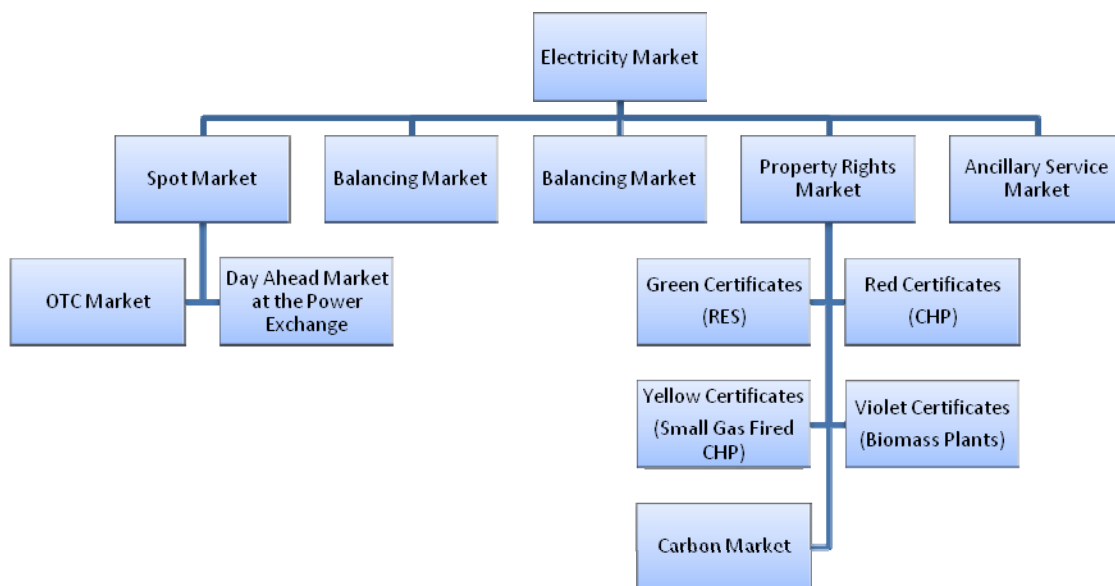 Electricity Market
Spot Market
Balancing Market
Balancing Market
Property Rights
Market
Ancillary Service
Market
OTC Market
Day Ahead Market
at the Power
Exchange
Green Certificates
(RES)
Red Certificates
(CHP)
Yellow Certificates
(Small Gas Fired
CHP)
Violet Certificates
(Biomass Plants)
Carbon Market